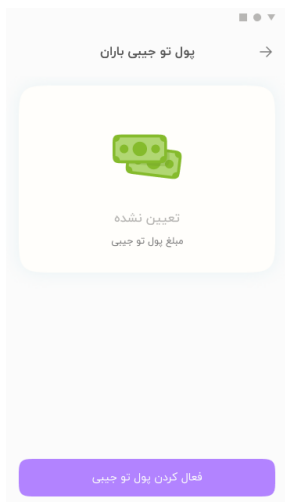 پول تو جیبی باران
تعیین نشده
مبلغ پول تو جیبی
فعال کردن پول تو جیبی